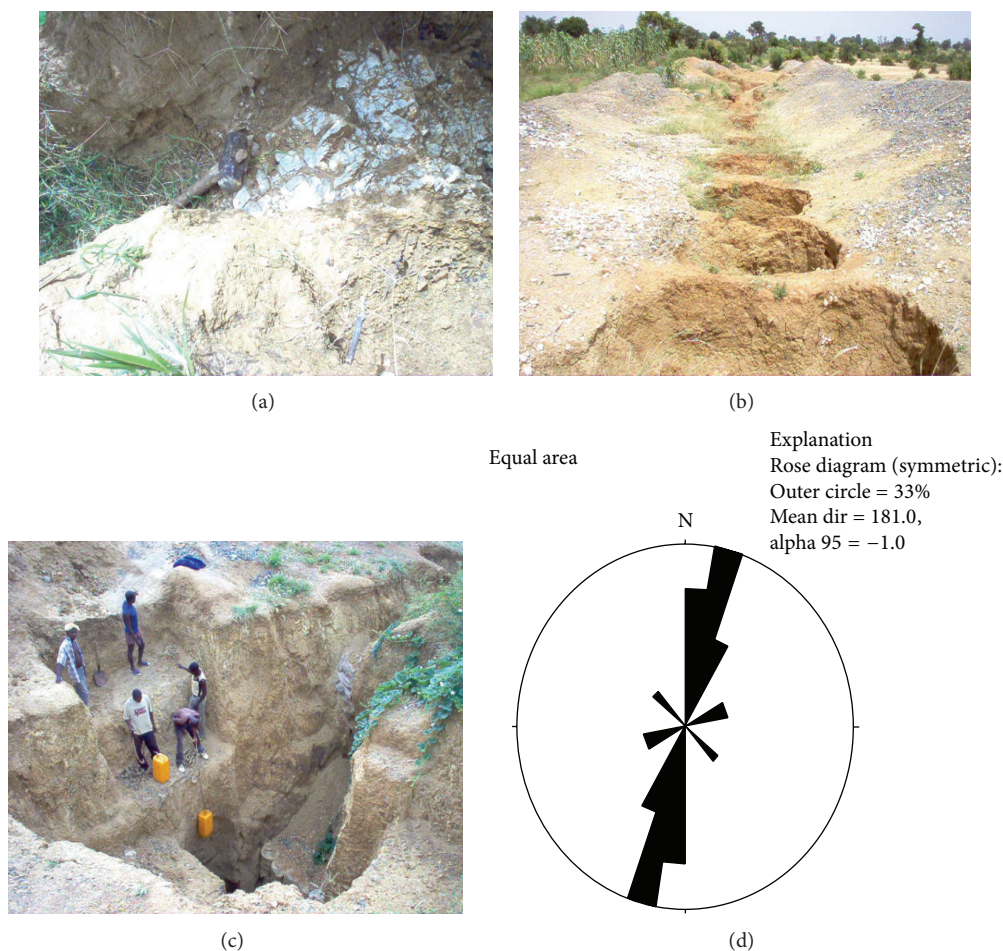 (a)
(b)
Equal area
Explanation
Rose diagram (symmetric):
Outer circle = 33%
Mean dir = 181.0,
alpha 95 = −1.0
N
(c)
(d)